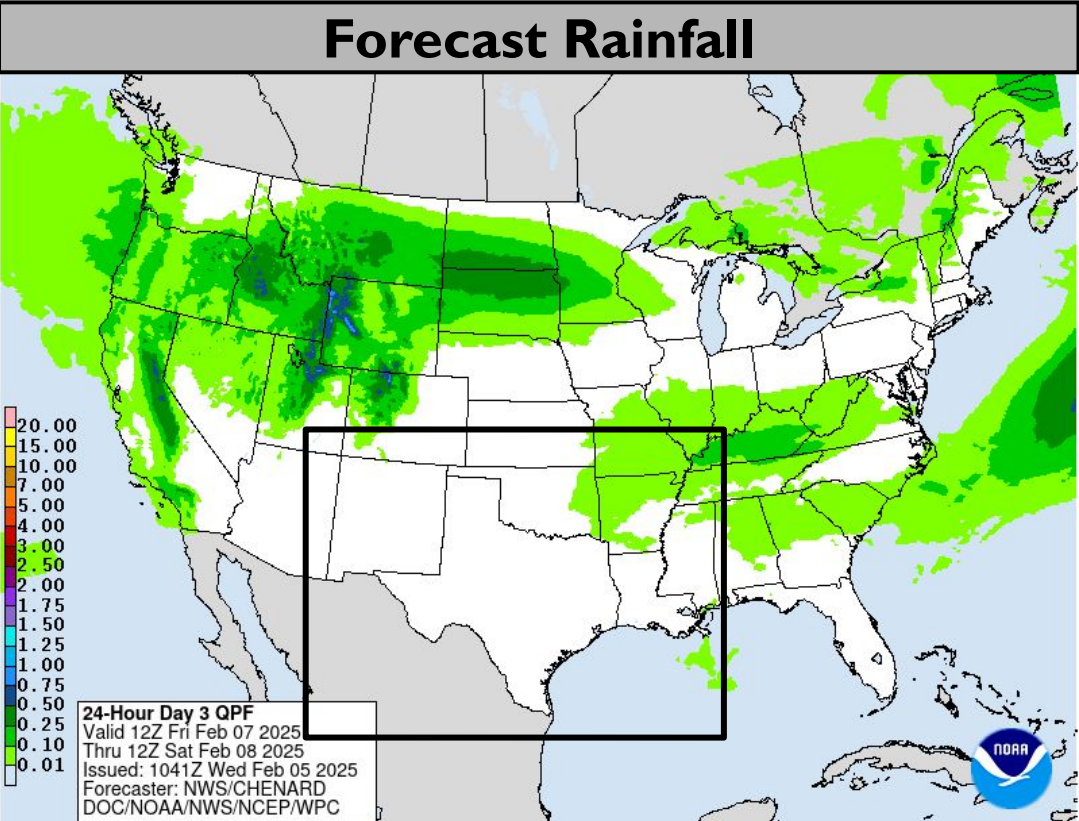 Forecast Rainfall
20.00
15.00
10.00
7.00
5.00
4.00
3.00
2.50
2.00
1.75
1.50
1.25
1.00
0.75
0.50
0.25
0.10
0.01
24-Hour Day 3 QPF
Valid 12Z Fri Feb 07 2025
Thru 12Z Sat Feb 08 2025
Issued: 1041Z Wed Feb 05 2025
Forecaster: NWS/CHENARD
DOC/NOAA/NWS/NCEP/WPC
NOAA